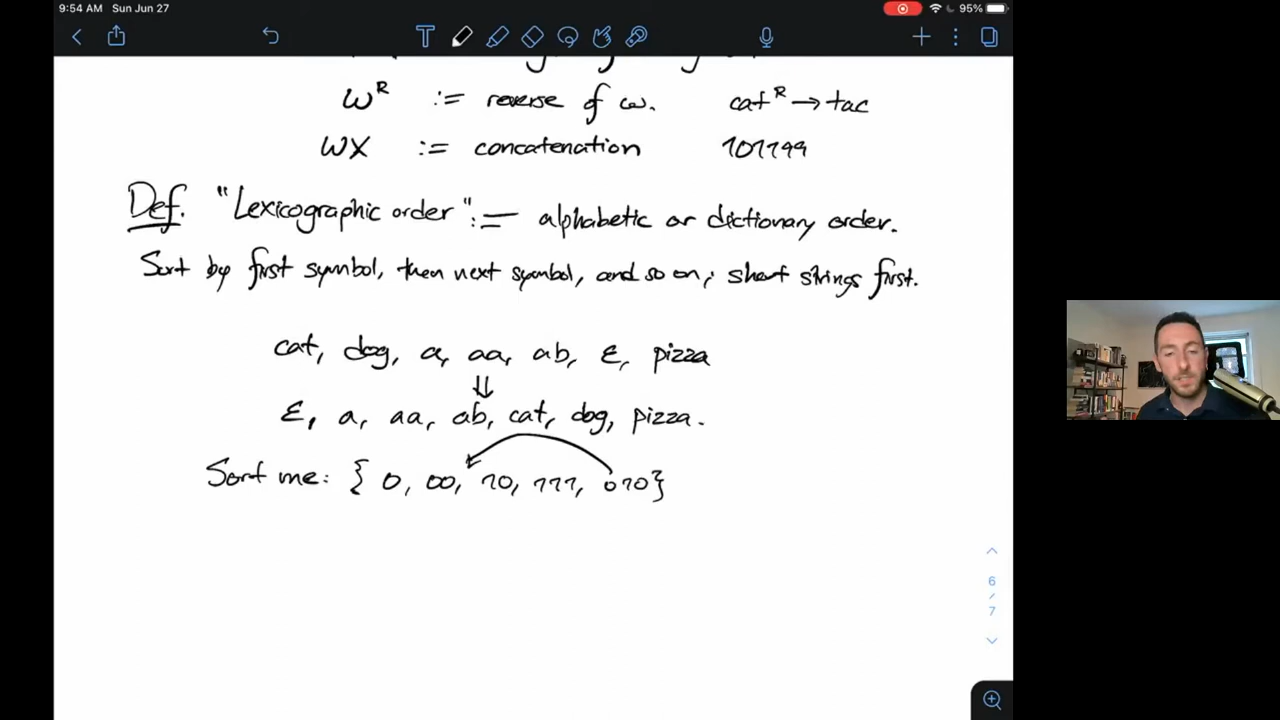 9:54 AM Sun Jun 27
95%
ω^R := reverse of ω. cat^R → tac
WX := concatenation
Def. "Lexicographic order" := alphabetic or dictionary order.
Sort by first symbol, then next symbol, and so on; short strings first.
cat, dog, a, aa, ab, ε, pizza
⇓
ε, a, aa, ab, cat, dog, pizza.
Sort me: { 0, 00, 10, 111, 010}
6
/
7